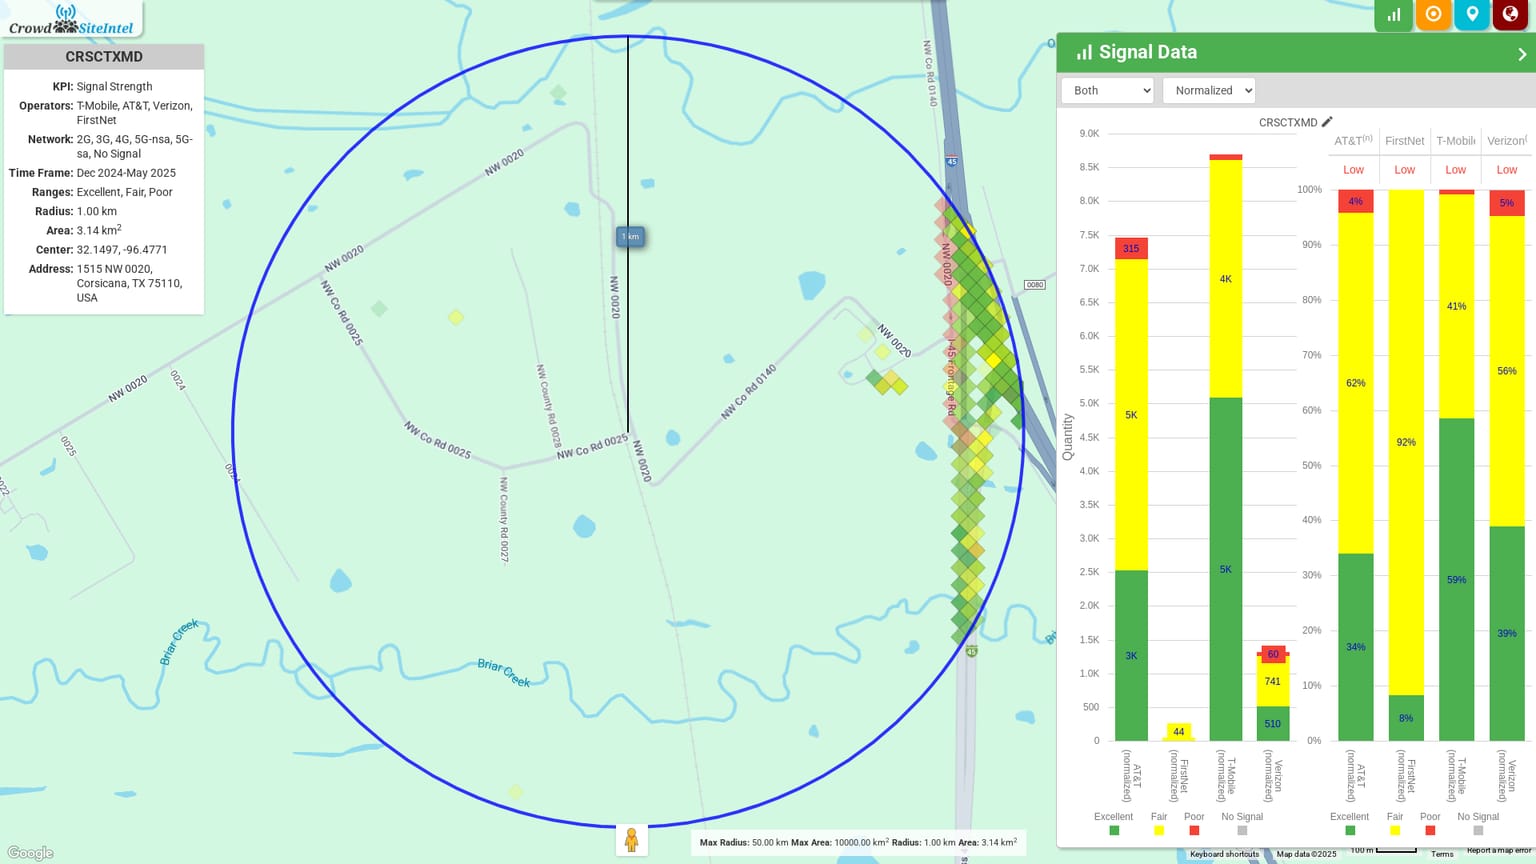 Crowd SiteIntel
CRSCTXMD
KPI: Signal Strength
Operators: T-Mobile, AT&T, Verizon,
FirstNet
Network: 2G, 3G, 4G, 5G-nsa, 5G-
sa, No Signal
Time Frame: Dec 2024-May 2025
Ranges: Excellent, Fair, Poor
Radius: 1.00 km
Area: 3.14 km²
Center: 32.1497, -96.4771
Address: 1515 NW 0020,
Corsicana, TX 75110,
USA
NW Co Rd 0140
45
NW 0020
1 km
NW 0020
NW 0020
NW 0020
NW Co Rd 0025
0080
NW 0020
I-45 Frontage Rd
NW 0020
0024
NW County Rd 0028
NW Co Rd 0140
NW Co Rd 0025
NW Co Rd 0025
NW 0020
0025
0024
0022
NW County Rd 0027
Briar Creek
Briar Creek
45
Google
Max Radius: 50.00 km Max Area: 10000.00 km² Radius: 1.00 km Area: 3.14 km²
Signal Data
Both
Normalized
CRSCTXMD
9.0K
8.5K
8.0K
7.5K
7.0K
6.5K
6.0K
5.5K
5.0K
4.5K
4.0K
3.5K
3.0K
2.5K
2.0K
1.5K
1.0K
500
0
Quantity
315
5K
3K
44
4K
5K
60
741
510
AT&T (normalized)
FirstNet (normalized)
T-Mobile (normalized)
Verizon (normalized)
Excellent Fair Poor No Signal
AT&T(n) FirstNet T-Mobile Verizon(
Low Low Low Low
100%
90%
80%
70%
60%
50%
40%
30%
20%
10%
0%
4%
62%
34%
92%
8%
41%
59%
5%
56%
39%
AT&T (normalized)
FirstNet (normalized)
T-Mobile (normalized)
Verizon (normalized)
Excellent Fair Poor No Signal
Keyboard shortcuts Map data ©2025 100 m Terms Report a map error